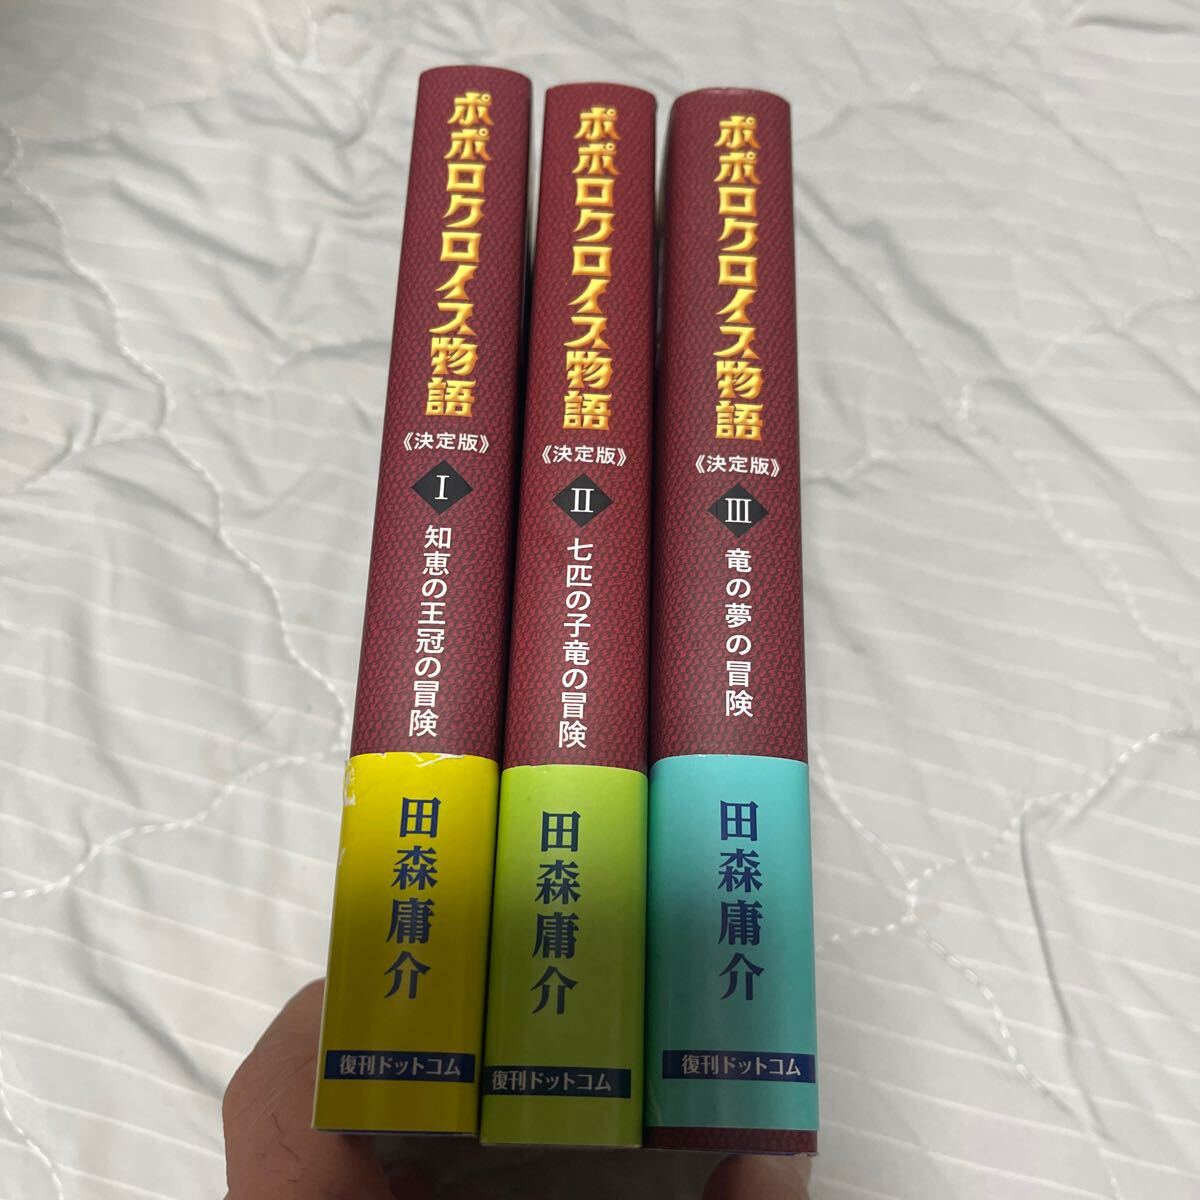 ポポロクロイス物語
《決定版》
I
知恵の王冠の冒険
田森庸介
復刊ドットコム
ポポロクロイス物語
《決定版》
II
七匹の子竜の冒険
田森庸介
復刊ドットコム
ポポロクロイス物語
《決定版》
III
竜の夢の冒険
田森庸介
復刊ドットコム